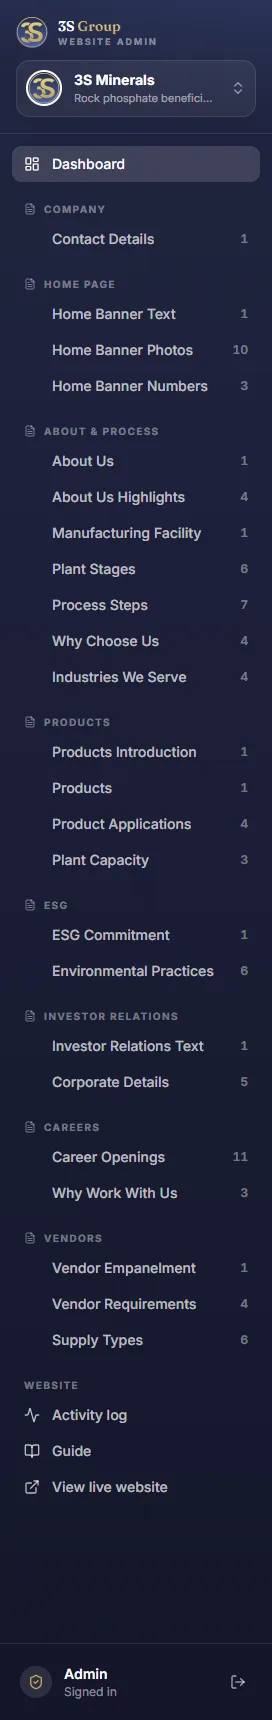 3S Group
WEBSITE ADMIN
3S Minerals
Rock phosphate benefici...
Dashboard
COMPANY
Contact Details 1
HOME PAGE
Home Banner Text 1
Home Banner Photos 10
Home Banner Numbers 3
ABOUT & PROCESS
About Us 1
About Us Highlights 4
Manufacturing Facility 1
Plant Stages 6
Process Steps 7
Why Choose Us 4
Industries We Serve 4
PRODUCTS
Products Introduction 1
Products 1
Product Applications 4
Plant Capacity 3
ESG
ESG Commitment 1
Environmental Practices 6
INVESTOR RELATIONS
Investor Relations Text 1
Corporate Details 5
CAREERS
Career Openings 11
Why Work With Us 3
VENDORS
Vendor Empanelment 1
Vendor Requirements 4
Supply Types 6
WEBSITE
Activity log
Guide
View live website
Admin
Signed in